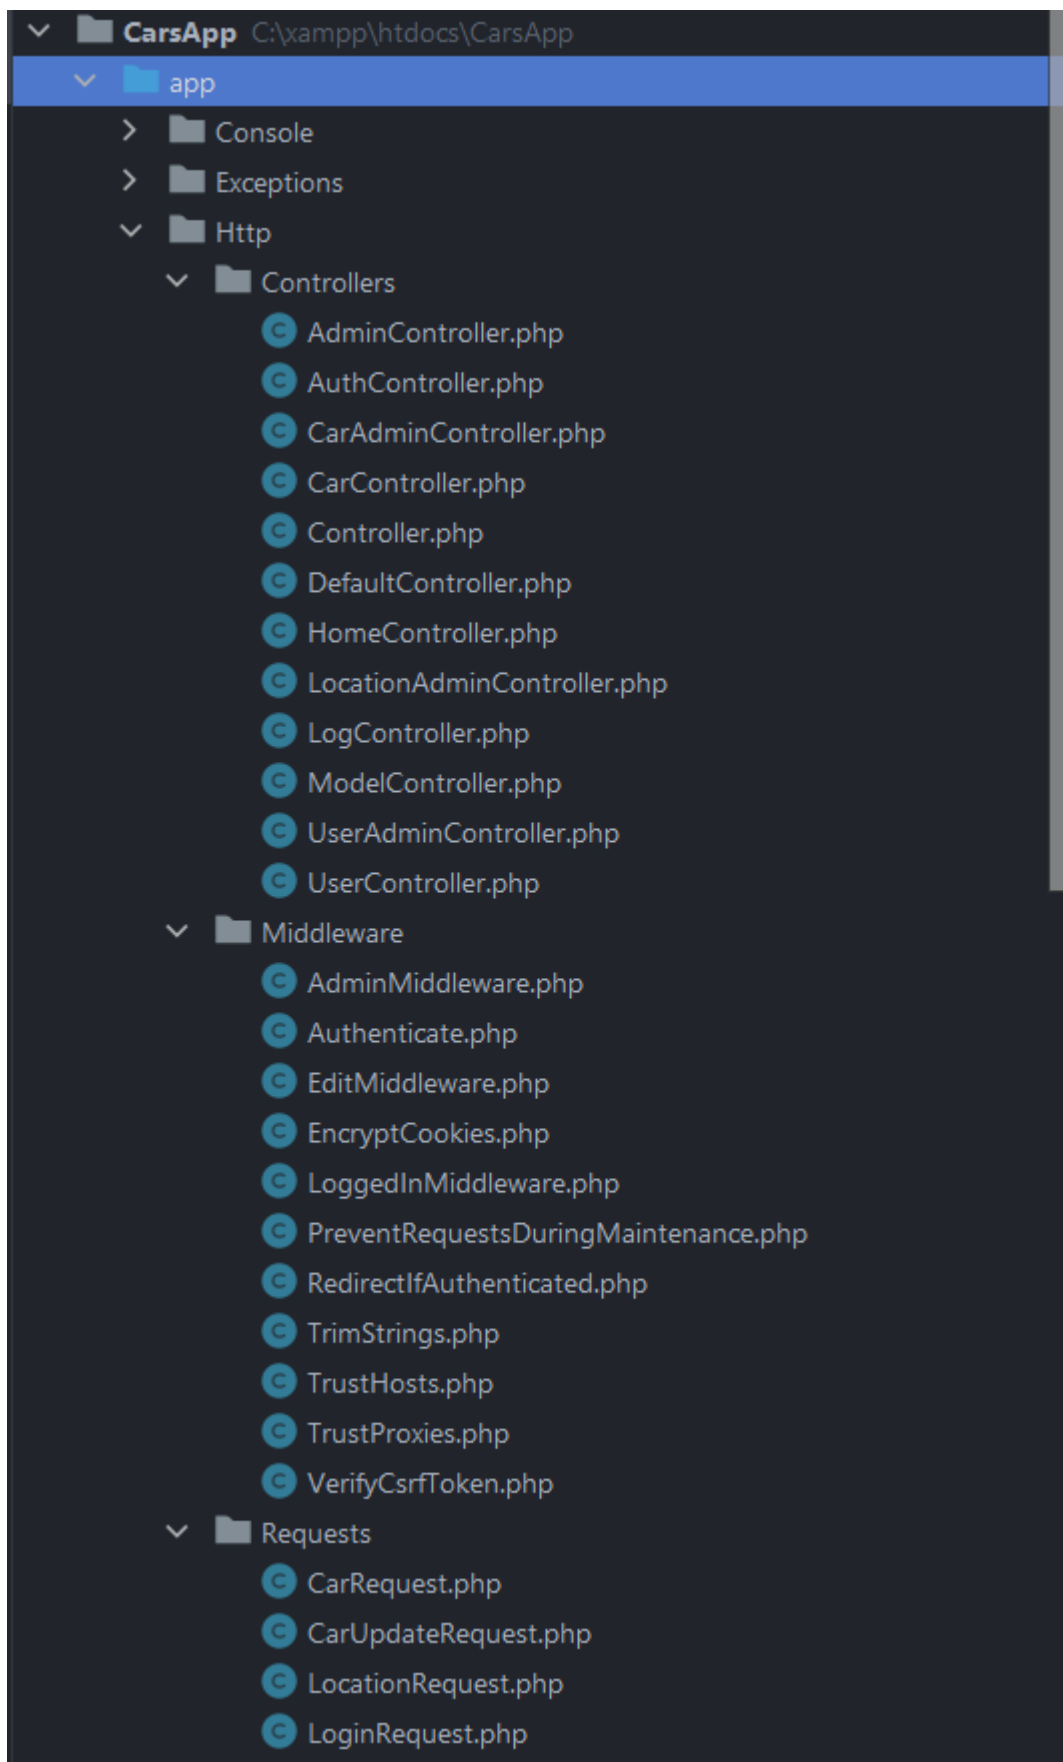 CarsApp C:\xampp\htdocs\CarsApp
app
Console
Exceptions
Http
Controllers
AdminController.php
AuthController.php
CarAdminController.php
CarController.php
Controller.php
DefaultController.php
HomeController.php
LocationAdminController.php
LogController.php
ModelController.php
UserAdminController.php
UserController.php
Middleware
AdminMiddleware.php
Authenticate.php
EditMiddleware.php
EncryptCookies.php
LoggedInMiddleware.php
PreventRequestsDuringMaintenance.php
RedirectIfAuthenticated.php
TrimStrings.php
TrustHosts.php
TrustProxies.php
VerifyCsrfToken.php
Requests
CarRequest.php
CarUpdateRequest.php
LocationRequest.php
LoginRequest.php